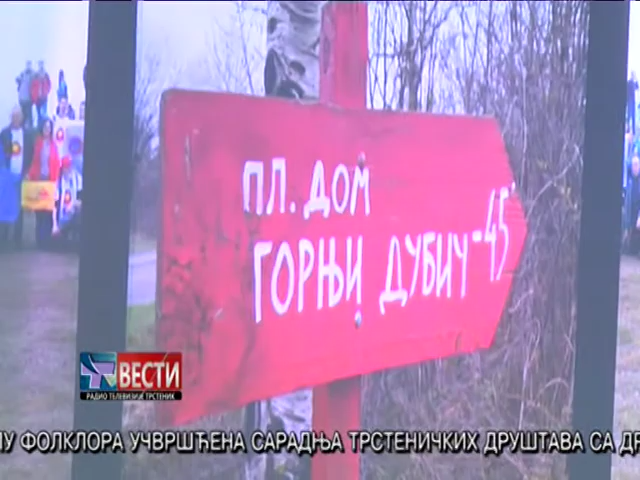 ПЛ. ДОМ
ГОРЊИ ДУБИЧ -45'
ВЕСТИ
РАДИО ТЕЛЕВИЗИЈЕ ТРСТЕНИК
ФОЛКЛОРА УЧВРШЋЕНА САРАДЊА ТРСТЕНИЧКИХ ДРУШТАВА СА